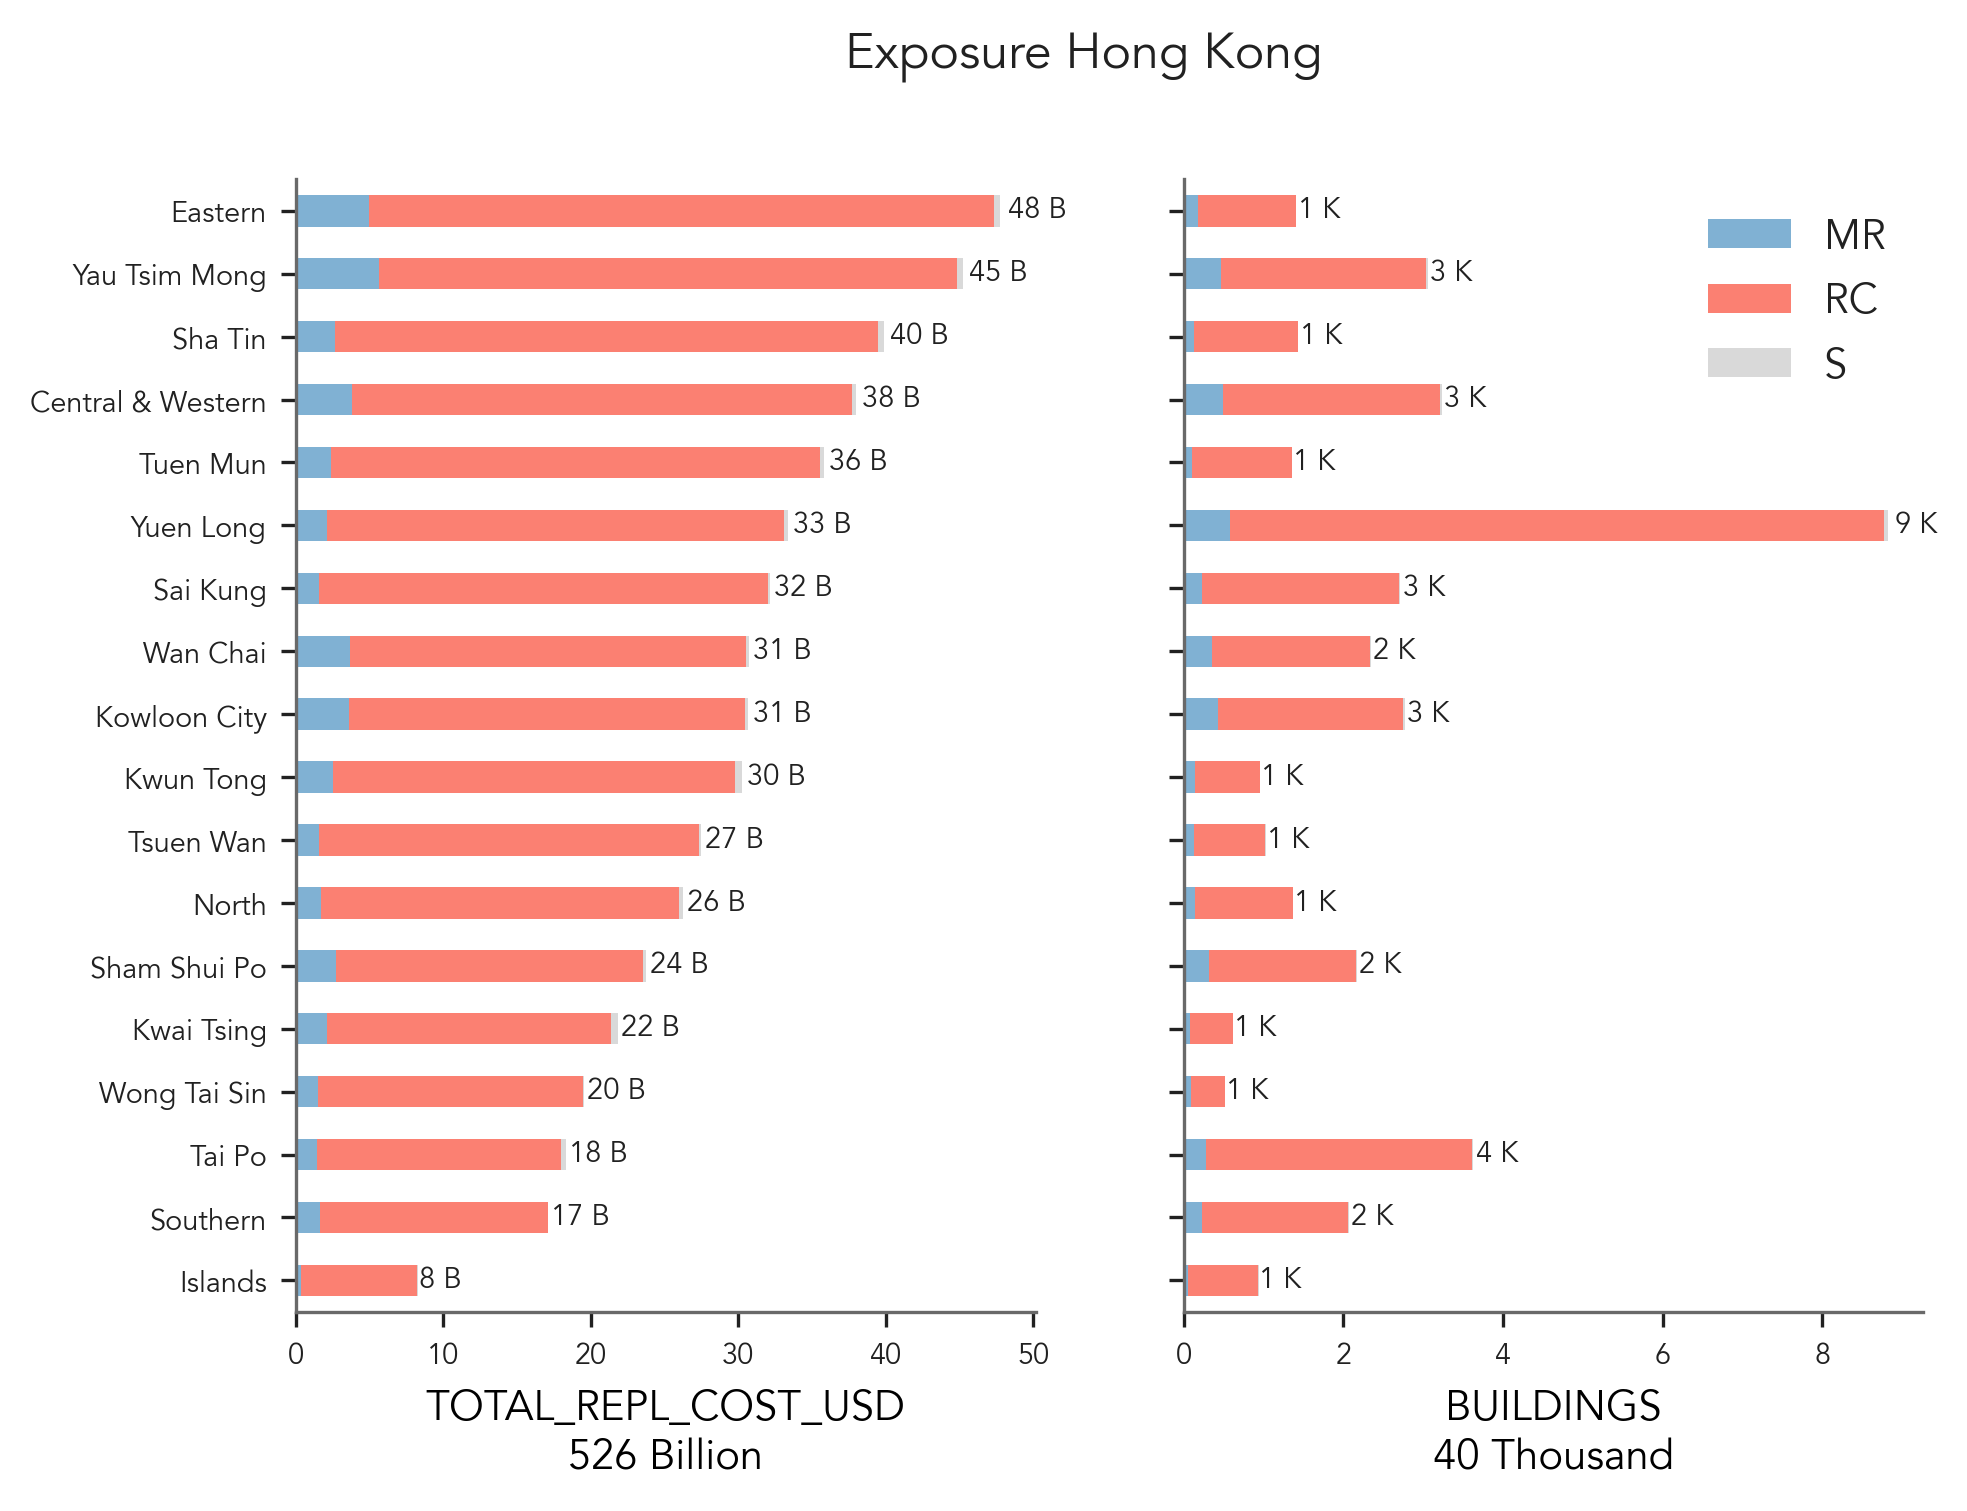 Exposure Hong Kong
Eastern 48 B 1 K
Yau Tsim Mong 45 B 3 K
Sha Tin 40 B 1 K
Central & Western 38 B 3 K
Tuen Mun 36 B 1 K
Yuen Long 33 B 9 K
Sai Kung 32 B 3 K
Wan Chai 31 B 2 K
Kowloon City 31 B 3 K
Kwun Tong 30 B 1 K
Tsuen Wan 27 B 1 K
North 26 B 1 K
Sham Shui Po 24 B 2 K
Kwai Tsing 22 B 1 K
Wong Tai Sin 20 B 1 K
Tai Po 18 B 4 K
Southern 17 B 2 K
Islands 8 B 1 K
MR
RC
S
0 10 20 30 40 50
TOTAL_REPL_COST_USD
526 Billion
0 2 4 6 8
BUILDINGS
40 Thousand